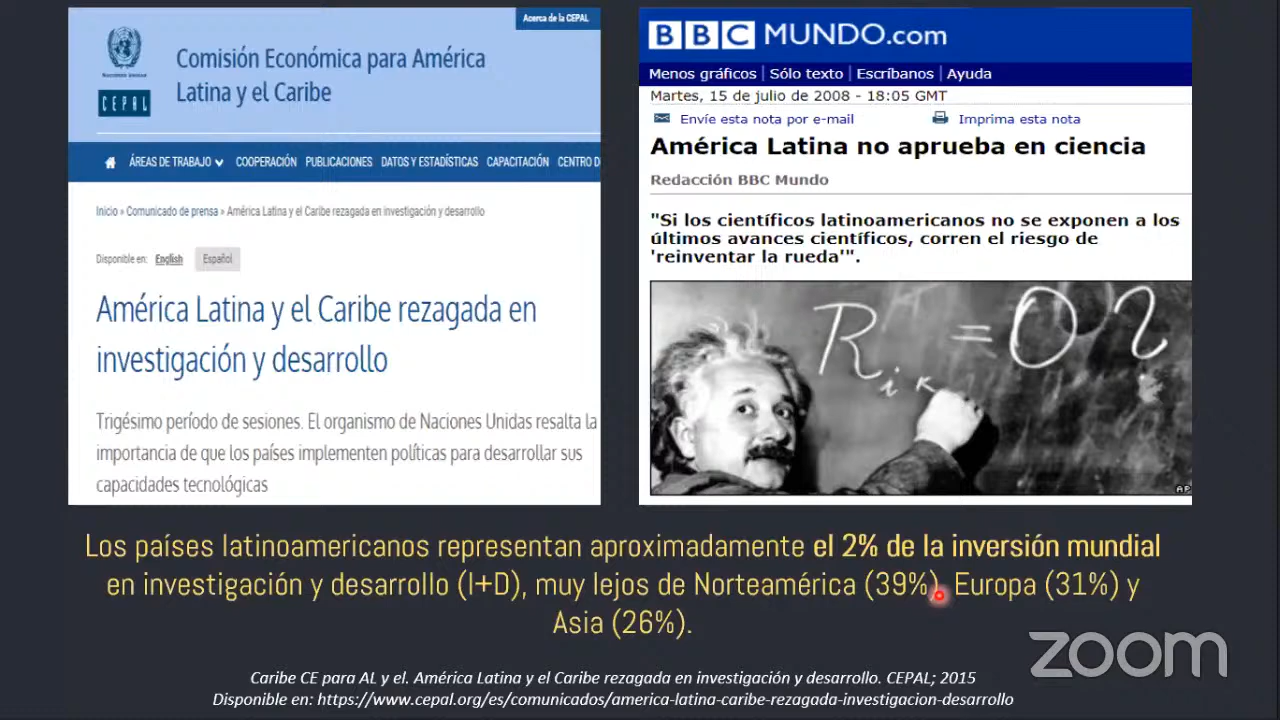 Acerca de la CEPAL
Comisión Económica para América
Latina y el Caribe
CEPAL
ÁREAS DE TRABAJO COOPERACIÓN PUBLICACIONES DATOS Y ESTADÍSTICAS CAPACITACIÓN CENTRO D
Inicio » Comunicado de prensa » América Latina y el Caribe rezagada en investigación y desarrollo
Disponible en: English Español
América Latina y el Caribe rezagada en
investigación y desarrollo
Trigésimo período de sesiones. El organismo de Naciones Unidas resalta la
importancia de que los países implementen políticas para desarrollar sus
capacidades tecnológicas
BBC MUNDO.com
Menos gráficos | Sólo texto | Escríbanos | Ayuda
Martes, 15 de julio de 2008 - 18:05 GMT
Envíe esta nota por e-mail Imprima esta nota
América Latina no aprueba en ciencia
Redacción BBC Mundo
"Si los científicos latinoamericanos no se exponen a los
últimos avances científicos, corren el riesgo de
'reinventar la rueda'".
R i k = 0
AP
Los países latinoamericanos representan aproximadamente el 2% de la inversión mundial
en investigación y desarrollo (I+D), muy lejos de Norteamérica (39%), Europa (31%) y
Asia (26%).
zoom
Caribe CE para AL y el. América Latina y el Caribe rezagada en investigación y desarrollo. CEPAL; 2015
Disponible en: https://www.cepal.org/es/comunicados/america-latina-caribe-rezagada-investigacion-desarrollo